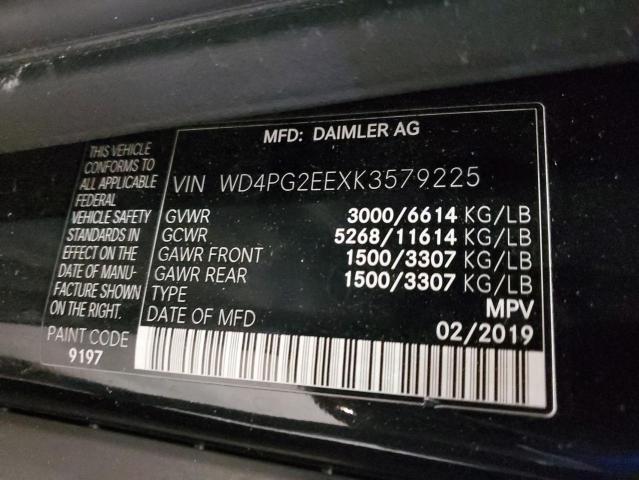 MFD: DAIMLER AG
THIS VEHICLE
CONFORMS TO
ALL APPLICABLE
FEDERAL
VEHICLE SAFETY
STANDARDS IN
EFFECT ON THE
DATE OF MANU-
FACTURE SHOWN
ON THE RIGHT.
PAINT CODE
9197
VIN WD4PG2EEXK3579225
GVWR 3000/6614 KG/LB
GCWR 5268/11614 KG/LB
GAWR FRONT 1500/3307 KG/LB
GAWR REAR 1500/3307 KG/LB
TYPE MPV
DATE OF MFD 02/2019